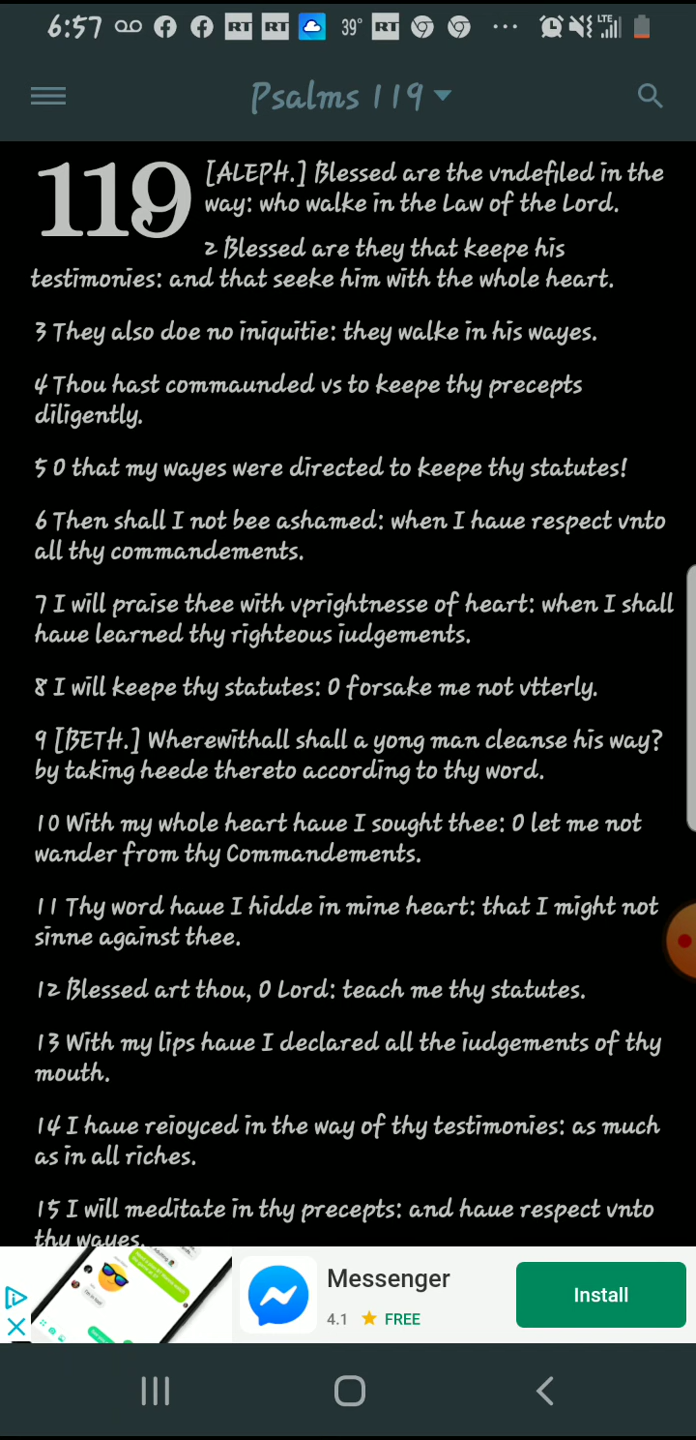 6:57 RT RT 39° RT ... LTE
Psalms 119
119 [ALEPH.] Blessed are the vndefiled in the
way: who walke in the Law of the Lord.
2 Blessed are they that keepe his
testimonies: and that seeke him with the whole heart.
3 They also doe no iniquitie: they walke in his wayes.
4 Thou hast commaunded vs to keepe thy precepts
diligently.
5 O that my wayes were directed to keepe thy statutes!
6 Then shall I not bee ashamed: when I haue respect vnto
all thy commandements.
7 I will praise thee with vprightnesse of heart: when I shall
haue learned thy righteous iudgements.
8 I will keepe thy statutes: O forsake me not vtterly.
9 [BETH.] Wherewithall shall a yong man cleanse his way?
by taking heede thereto according to thy word.
10 With my whole heart haue I sought thee: O let me not
wander from thy Commandements.
11 Thy word haue I hidde in mine heart: that I might not
sinne against thee.
12 Blessed art thou, O Lord: teach me thy statutes.
13 With my lips haue I declared all the iudgements of thy
mouth.
14 I haue reioyced in the way of thy testimonies: as much
as in all riches.
15 I will meditate in thy precepts: and haue respect vnto
thy wayes.
Messenger
4.1 FREE
Install